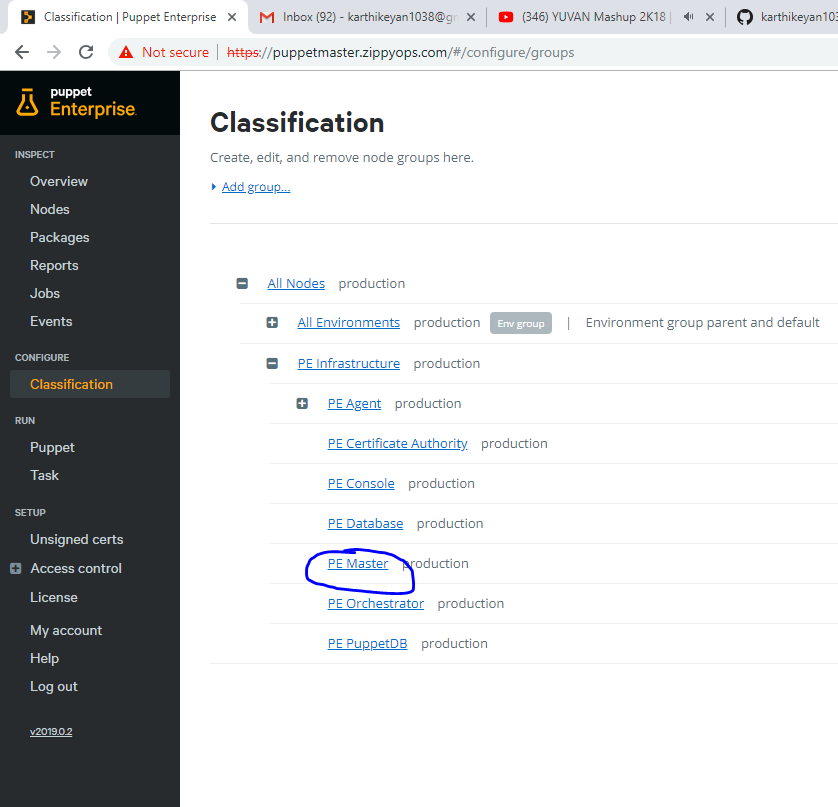 Classification | Puppet Enterprise
Inbox (92) - karthikeyan1038@g
(346) YUVAN Mashup 2K18 |
karthikeyan103
Not secure | https://puppetmaster.zippyops.com/#/configure/groups
puppet
Enterprise
INSPECT
Overview
Nodes
Packages
Reports
Jobs
Events
CONFIGURE
Classification
RUN
Puppet
Task
SETUP
Unsigned certs
Access control
License
My account
Help
Log out
v2019.0.2
Classification
Create, edit, and remove node groups here.
Add group...
All Nodes production
All Environments production Env group | Environment group parent and default
PE Infrastructure production
PE Agent production
PE Certificate Authority production
PE Console production
PE Database production
PE Master production
PE Orchestrator production
PE PuppetDB production